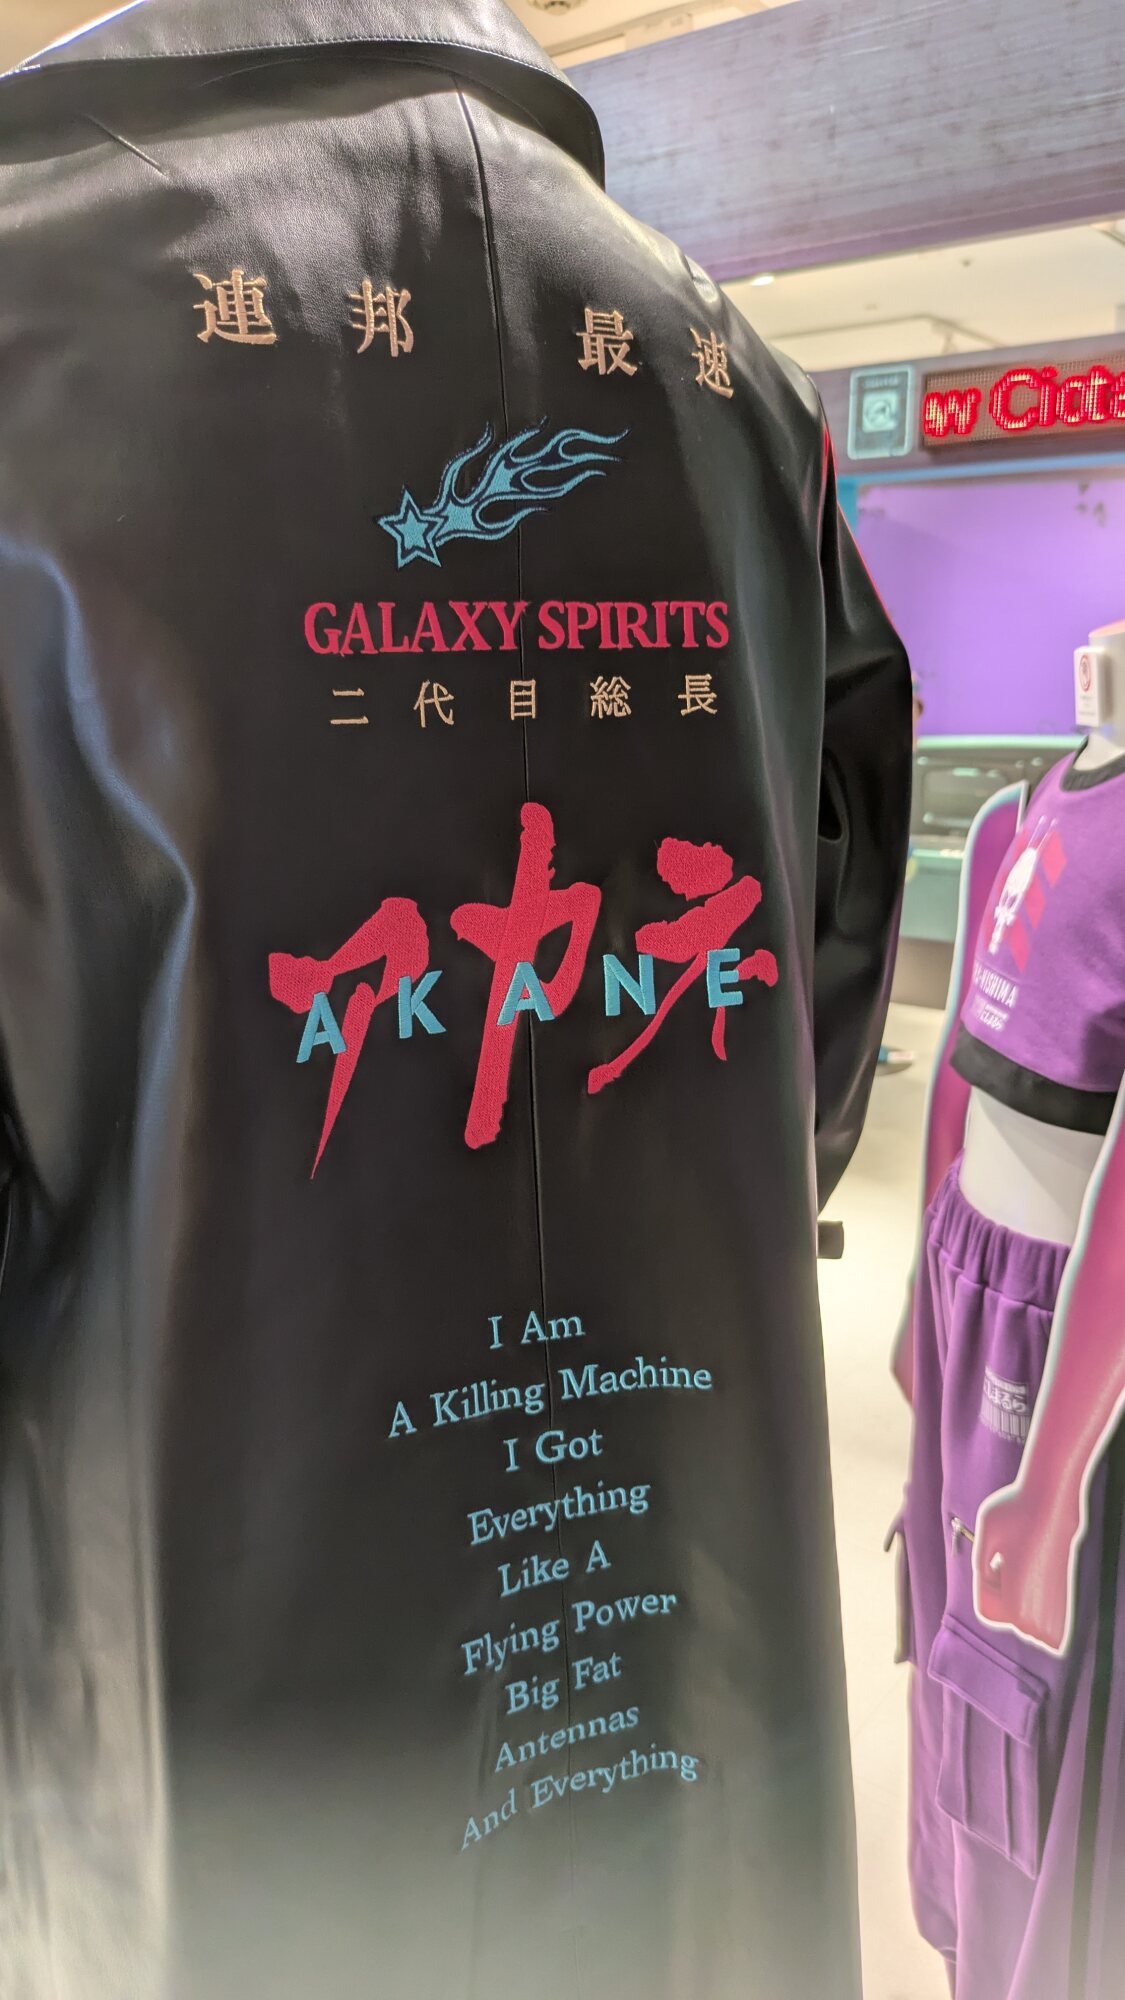 連邦 最速
GALAXY SPIRITS
二代目総長
アカネ
AKANE
I Am
A Killing Machine
I Got
Everything
Like A
Flying Power
Big Fat
Antennas
And Everything